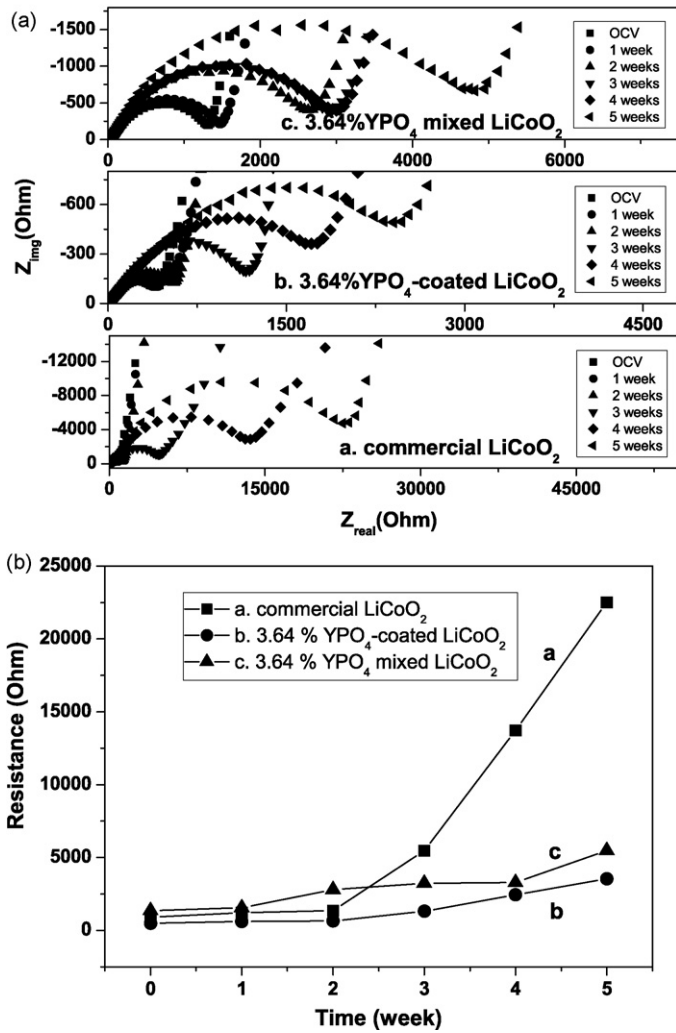 (a)
-1500
-1000
-500
0
0
2000
4000
6000
OCV
1 week
2 weeks
3 weeks
4 weeks
5 weeks
c. 3.64%YPO₄ mixed LiCoO₂
Z_img(Ohm)
-600
-300
0
0
1500
3000
4500
OCV
1 week
2 weeks
3 weeks
4 weeks
5 weeks
b. 3.64%YPO₄-coated LiCoO₂
-12000
-8000
-4000
0
0
15000
30000
45000
OCV
1 week
2 weeks
3 weeks
4 weeks
5 weeks
a. commercial LiCoO₂
Z_real(Ohm)
(b)
25000
20000
15000
10000
5000
0
Resistance (Ohm)
a. commercial LiCoO₂
b. 3.64 % YPO₄-coated LiCoO₂
c. 3.64 % YPO₄ mixed LiCoO₂
a
c
b
0
1
2
3
4
5
Time (week)